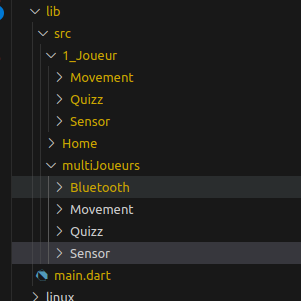 lib
src
1_Joueur
Movement
Quizz
Sensor
Home
multiJoueurs
Bluetooth
Movement
Quizz
Sensor
main.dart
linux